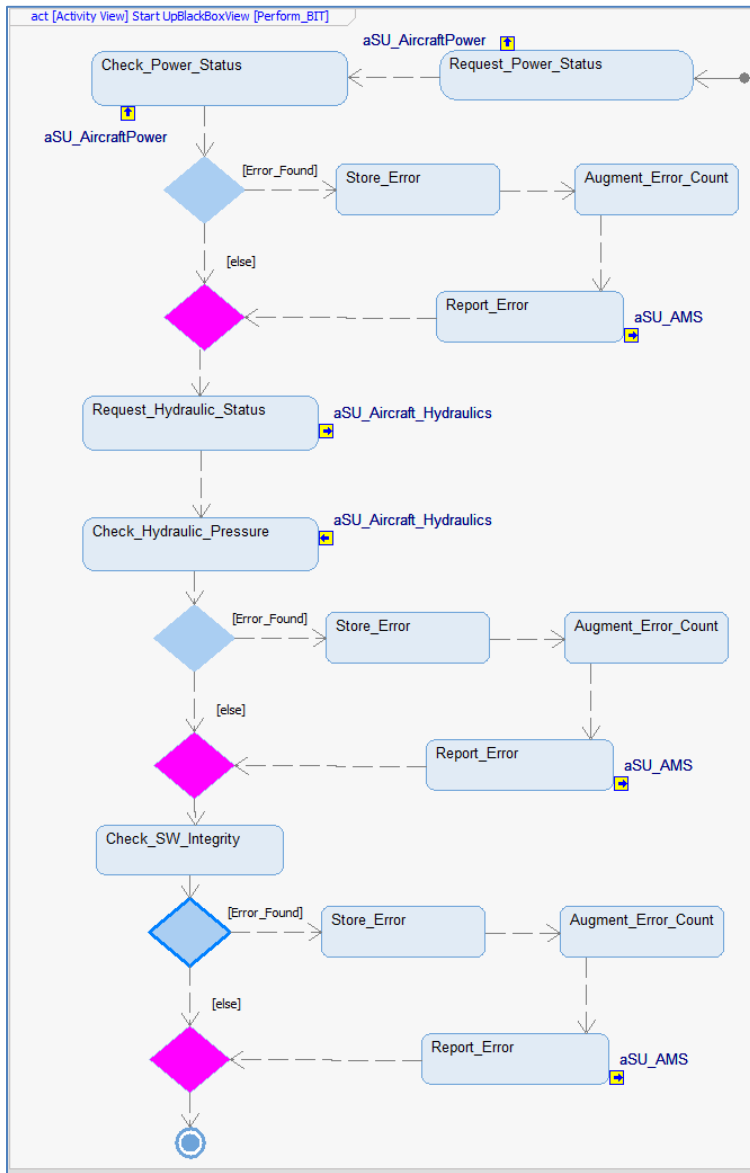 act [Activity View] Start UpBlackBoxView [Perform_BIT]
aSU_AircraftPower
Check_Power_Status
Request_Power_Status
aSU_AircraftPower
[Error_Found]
Store_Error
Augment_Error_Count
[else]
Report_Error
aSU_AMS
Request_Hydraulic_Status
aSU_Aircraft_Hydraulics
Check_Hydraulic_Pressure
aSU_Aircraft_Hydraulics
[Error_Found]
Store_Error
Augment_Error_Count
[else]
Report_Error
aSU_AMS
Check_SW_Integrity
[Error_Found]
Store_Error
Augment_Error_Count
[else]
Report_Error
aSU_AMS